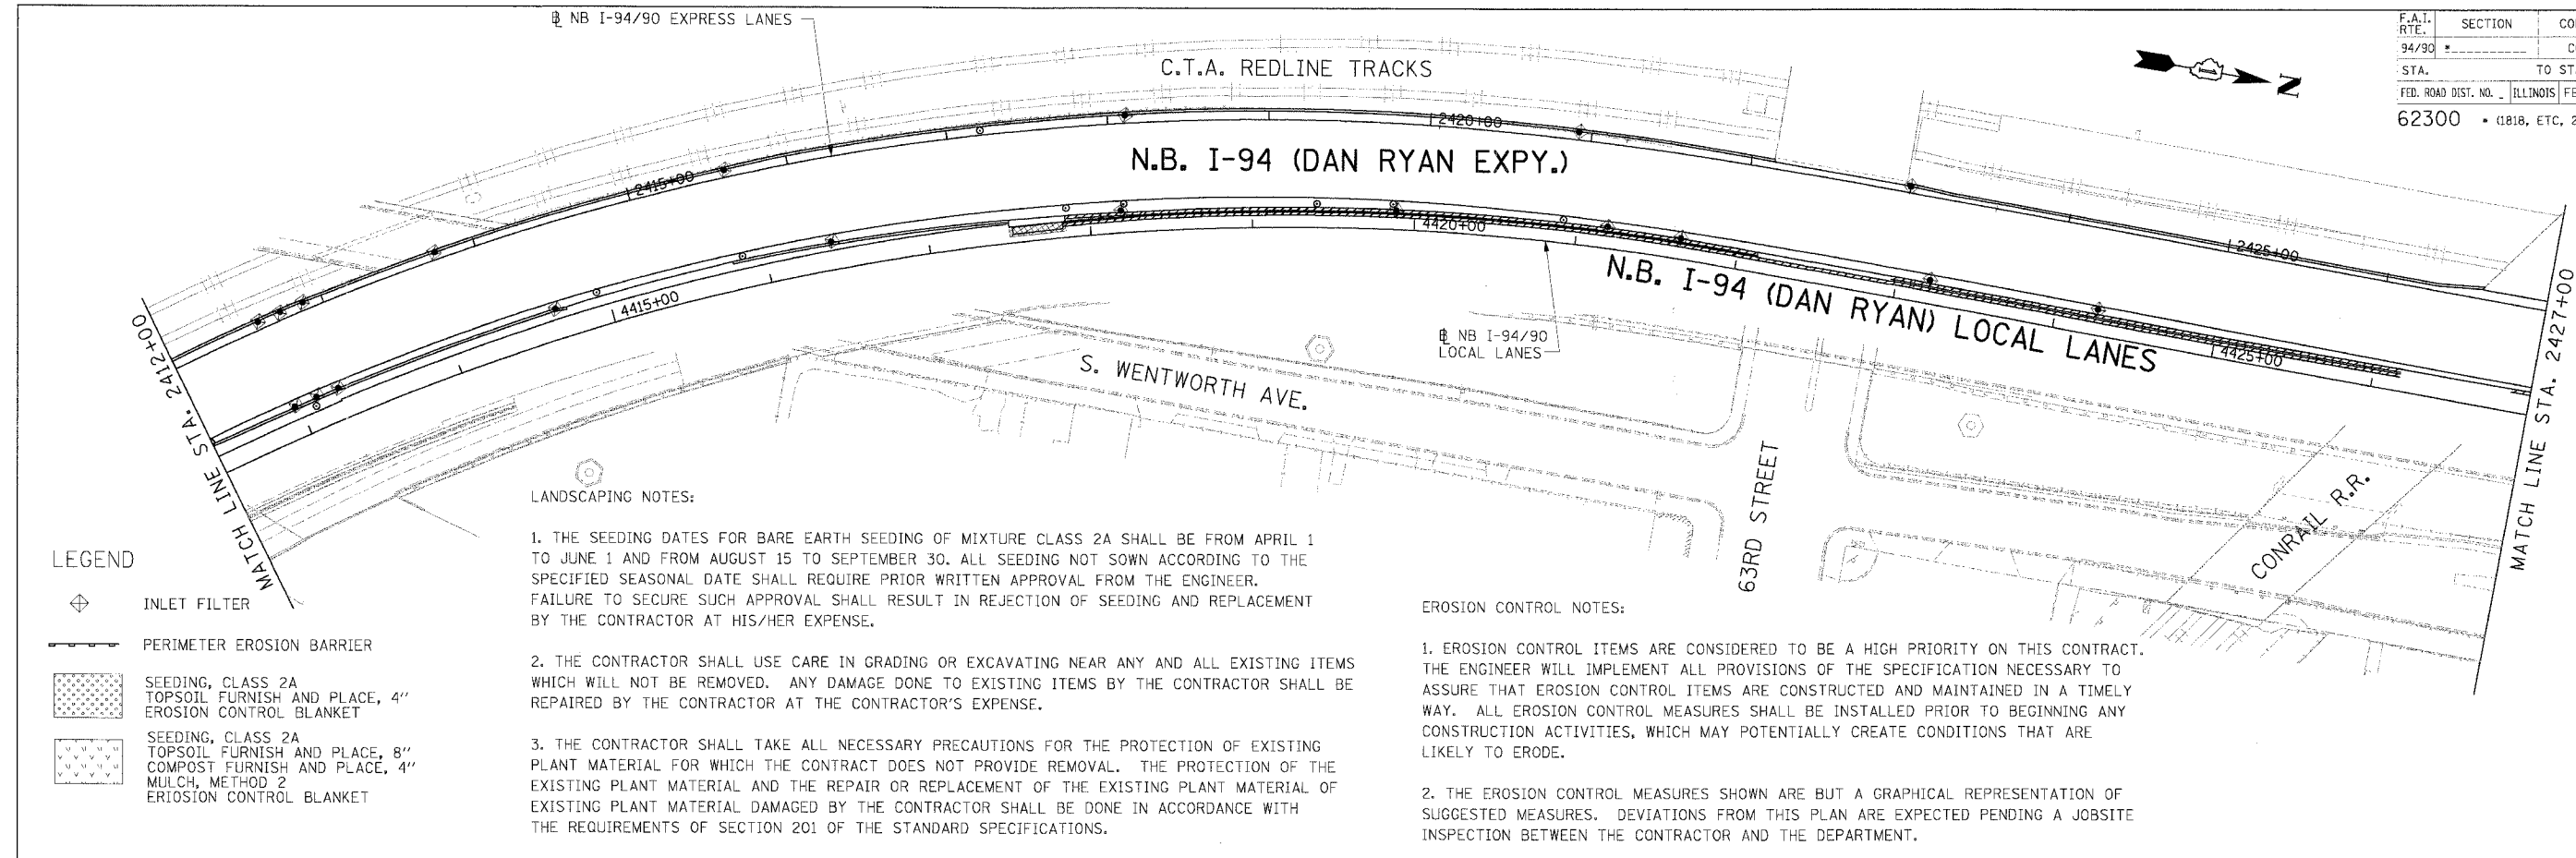 ℄ NB I-94/90 EXPRESS LANES
C.T.A. REDLINE TRACKS
N
F.A.I. RTE.
SECTION
94/90
*
STA.
TO
FED. ROAD DIST. NO. _
ILLINOIS
62300
* (1818, ETC,
2420+00
2415+00
N.B. I-94 (DAN RYAN EXPY.)
2425+00
4420+00
4415+00
4425+00
N.B. I-94 (DAN RYAN) LOCAL LANES
MATCH LINE STA. 2412+00
MATCH LINE STA. 2427+00
℄ NB I-94/90
LOCAL LANES
S. WENTWORTH AVE.
63RD STREET
CONRAIL R.R.
LEGEND
INLET FILTER
PERIMETER EROSION BARRIER
SEEDING, CLASS 2A
TOPSOIL FURNISH AND PLACE, 4''
EROSION CONTROL BLANKET
SEEDING, CLASS 2A
TOPSOIL FURNISH AND PLACE, 8''
COMPOST FURNISH AND PLACE, 4''
MULCH, METHOD 2
ERIOSION CONTROL BLANKET
LANDSCAPING NOTES:
1. THE SEEDING DATES FOR BARE EARTH SEEDING OF MIXTURE CLASS 2A SHALL BE FROM APRIL 1
TO JUNE 1 AND FROM AUGUST 15 TO SEPTEMBER 30. ALL SEEDING NOT SOWN ACCORDING TO THE
SPECIFIED SEASONAL DATE SHALL REQUIRE PRIOR WRITTEN APPROVAL FROM THE ENGINEER.
FAILURE TO SECURE SUCH APPROVAL SHALL RESULT IN REJECTION OF SEEDING AND REPLACEMENT
BY THE CONTRACTOR AT HIS/HER EXPENSE.
2. THE CONTRACTOR SHALL USE CARE IN GRADING OR EXCAVATING NEAR ANY AND ALL EXISTING ITEMS
WHICH WILL NOT BE REMOVED. ANY DAMAGE DONE TO EXISTING ITEMS BY THE CONTRACTOR SHALL BE
REPAIRED BY THE CONTRACTOR AT THE CONTRACTOR'S EXPENSE.
3. THE CONTRACTOR SHALL TAKE ALL NECESSARY PRECAUTIONS FOR THE PROTECTION OF EXISTING
PLANT MATERIAL FOR WHICH THE CONTRACT DOES NOT PROVIDE REMOVAL. THE PROTECTION OF THE
EXISTING PLANT MATERIAL AND THE REPAIR OR REPLACEMENT OF THE EXISTING PLANT MATERIAL OF
EXISTING PLANT MATERIAL DAMAGED BY THE CONTRACTOR SHALL BE DONE IN ACCORDANCE WITH
THE REQUIREMENTS OF SECTION 201 OF THE STANDARD SPECIFICATIONS.
EROSION CONTROL NOTES:
1. EROSION CONTROL ITEMS ARE CONSIDERED TO BE A HIGH PRIORITY ON THIS CONTRACT.
THE ENGINEER WILL IMPLEMENT ALL PROVISIONS OF THE SPECIFICATION NECESSARY TO
ASSURE THAT EROSION CONTROL ITEMS ARE CONSTRUCTED AND MAINTAINED IN A TIMELY
WAY. ALL EROSION CONTROL MEASURES SHALL BE INSTALLED PRIOR TO BEGINNING ANY
CONSTRUCTION ACTIVITIES, WHICH MAY POTENTIALLY CREATE CONDITIONS THAT ARE
LIKELY TO ERODE.
2. THE EROSION CONTROL MEASURES SHOWN ARE BUT A GRAPHICAL REPRESENTATION OF
SUGGESTED MEASURES. DEVIATIONS FROM THIS PLAN ARE EXPECTED PENDING A JOBSITE
INSPECTION BETWEEN THE CONTRACTOR AND THE DEPARTMENT.